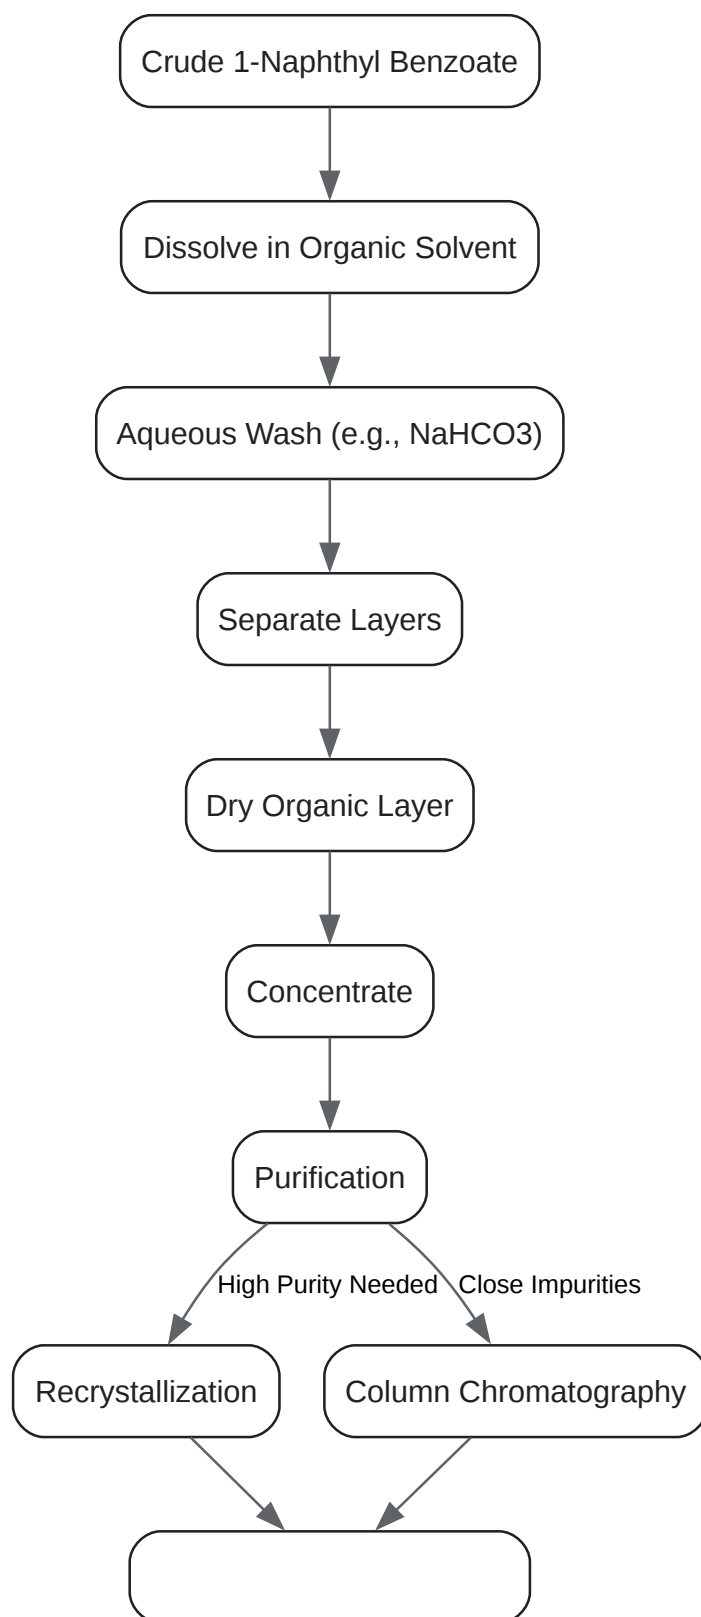 Crude 1-Naphthyl Benzoate
Dissolve in Organic Solvent
Aqueous Wash (e.g., NaHCO3)
Separate Layers
Dry Organic Layer
Concentrate
Purification
High Purity Needed
Close Impurities
Recrystallization
Column Chromatography